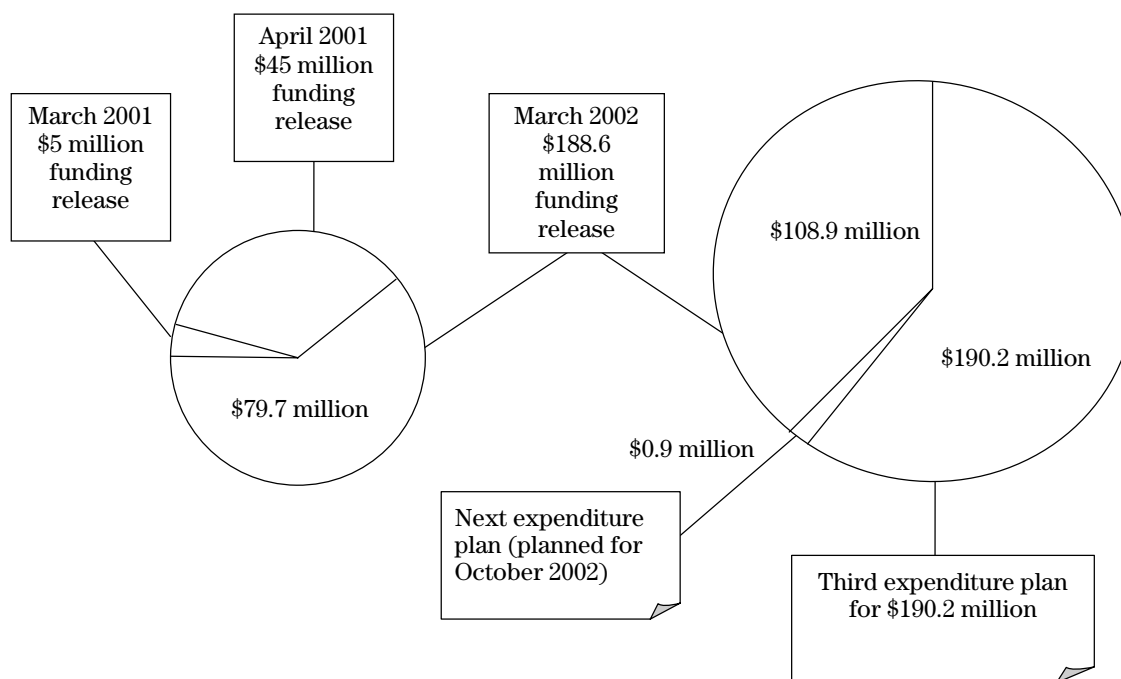 April 2001
$45 million
funding
release
March 2001
$5 million
funding
release
March 2002
$188.6
million
funding
release
$108.9 million
$190.2 million
$79.7 million
$0.9 million
Next expenditure
plan (planned for
October 2002)
Third expenditure plan
for $190.2 million